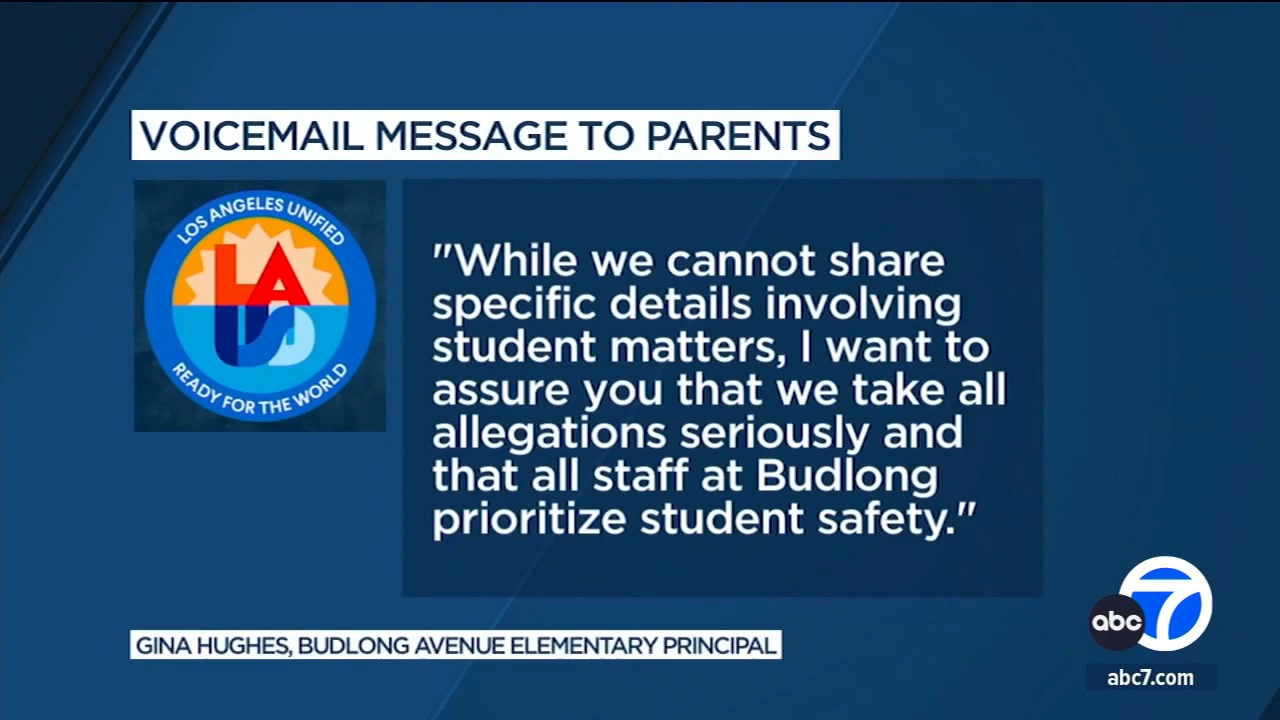 VOICEMAIL MESSAGE TO PARENTS
LOS ANGELES UNIFIED
LA
USD
READY FOR THE WORLD
"While we cannot share
specific details involving
student matters, I want to
assure you that we take all
allegations seriously and
that all staff at Budlong
prioritize student safety."
GINA HUGHES, BUDLONG AVENUE ELEMENTARY PRINCIPAL
abc 7
abc7.com